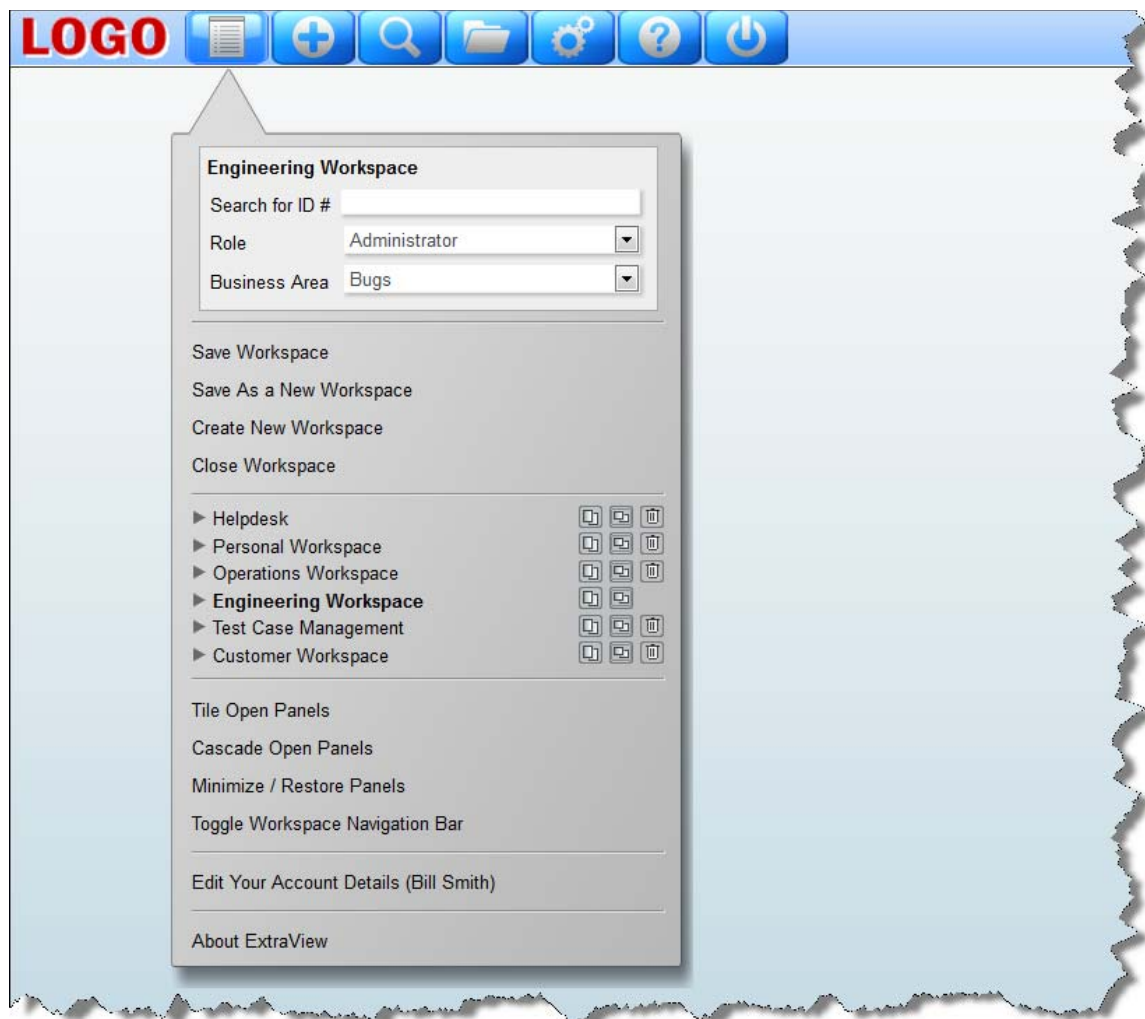 LOGO
Engineering Workspace
Search for ID #
Role Administrator
Business Area Bugs
Save Workspace
Save As a New Workspace
Create New Workspace
Close Workspace
Helpdesk
Personal Workspace
Operations Workspace
Engineering Workspace
Test Case Management
Customer Workspace
Tile Open Panels
Cascade Open Panels
Minimize / Restore Panels
Toggle Workspace Navigation Bar
Edit Your Account Details (Bill Smith)
About ExtraView